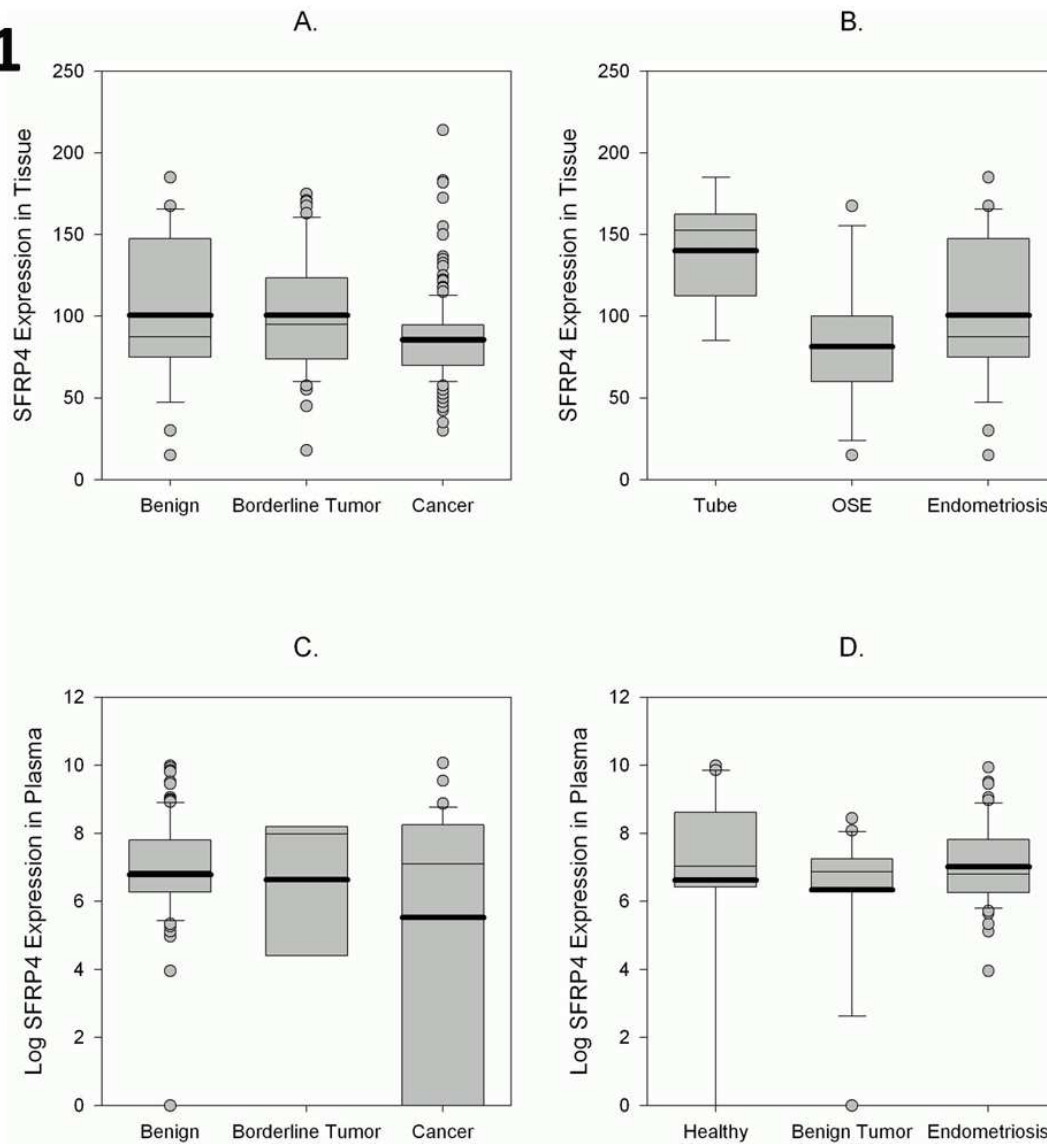 1
A.
SFRP4 Expression in Tissue
250
200
150
100
50
0
Benign Borderline Tumor Cancer
B.
SFRP4 Expression in Tissue
250
200
150
100
50
0
Tube OSE Endometriosis
C.
Log SFRP4 Expression in Plasma
12
10
8
6
4
2
0
Benign Borderline Tumor Cancer
D.
Log SFRP4 Expression in Plasma
12
10
8
6
4
2
0
Healthy Benign Tumor Endometriosis